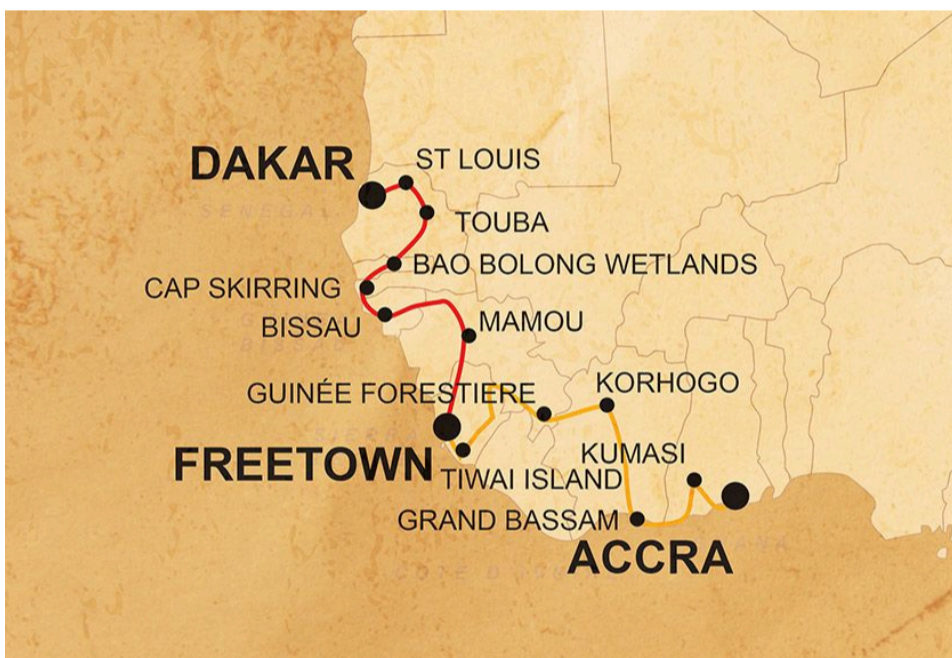 ST LOUIS
DAKAR
TOUBA
BAO BOLONG WETLANDS
CAP SKIRRING
BISSAU
MAMOU
GUINÉE FORESTIERE
KORHOGO
FREETOWN
KUMASI
TIWAI ISLAND
GRAND BASSAM
ACCRA